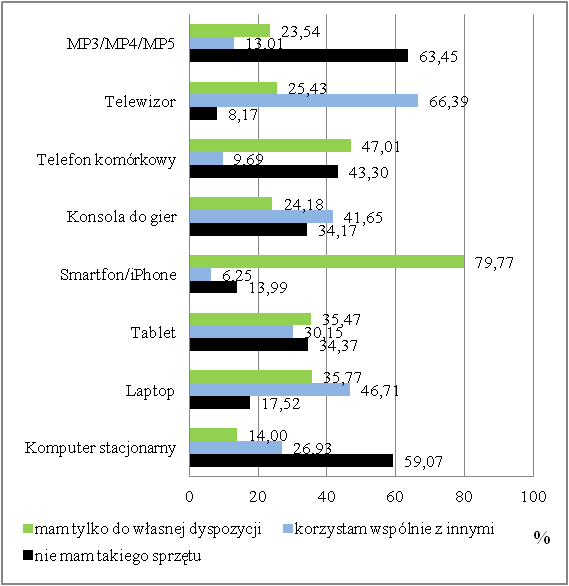 MP3/MP4/MP5
23,54
13,01
63,45
Telewizor
25,43
66,39
8,17
Telefon komórkowy
47,01
9,69
43,30
Konsola do gier
24,18
41,65
34,17
Smartfon/iPhone
79,77
6,25
13,99
Tablet
35,47
30,15
34,37
Laptop
35,77
46,71
17,52
Komputer stacjonarny
14,00
26,93
59,07
0 20 40 60 80 100
mam tylko do własnej dyspozycji korzystam wspólnie z innymi
%
nie mam takiego sprzętu